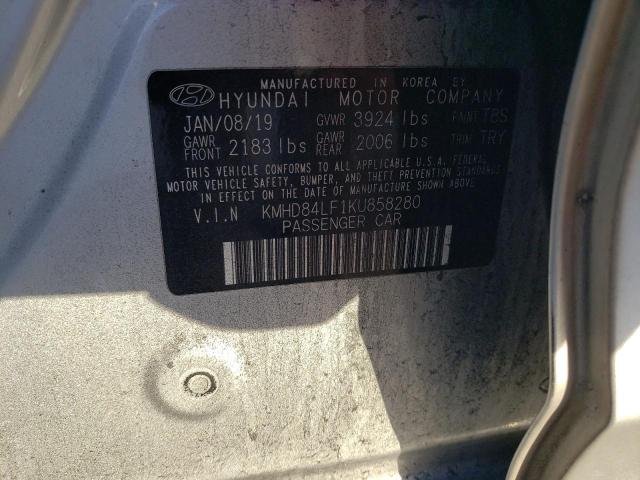 MANUFACTURED IN KOREA BY
HYUNDAI MOTOR COMPANY
JAN/08/19 GVWR 3924 lbs PAINT T8S
GAWR FRONT 2183 lbs GAWR REAR 2006 lbs TRIM TRY
THIS VEHICLE CONFORMS TO ALL APPLICABLE U.S.A. FEDERAL
MOTOR VEHICLE SAFETY, BUMPER, AND THEFT PREVENTION STANDARDS
IN EFFECT ON THE DATE OF MANUFACTURE SHOWN ABOVE.
V.I.N KMHD84LF1KU858280
PASSENGER CAR